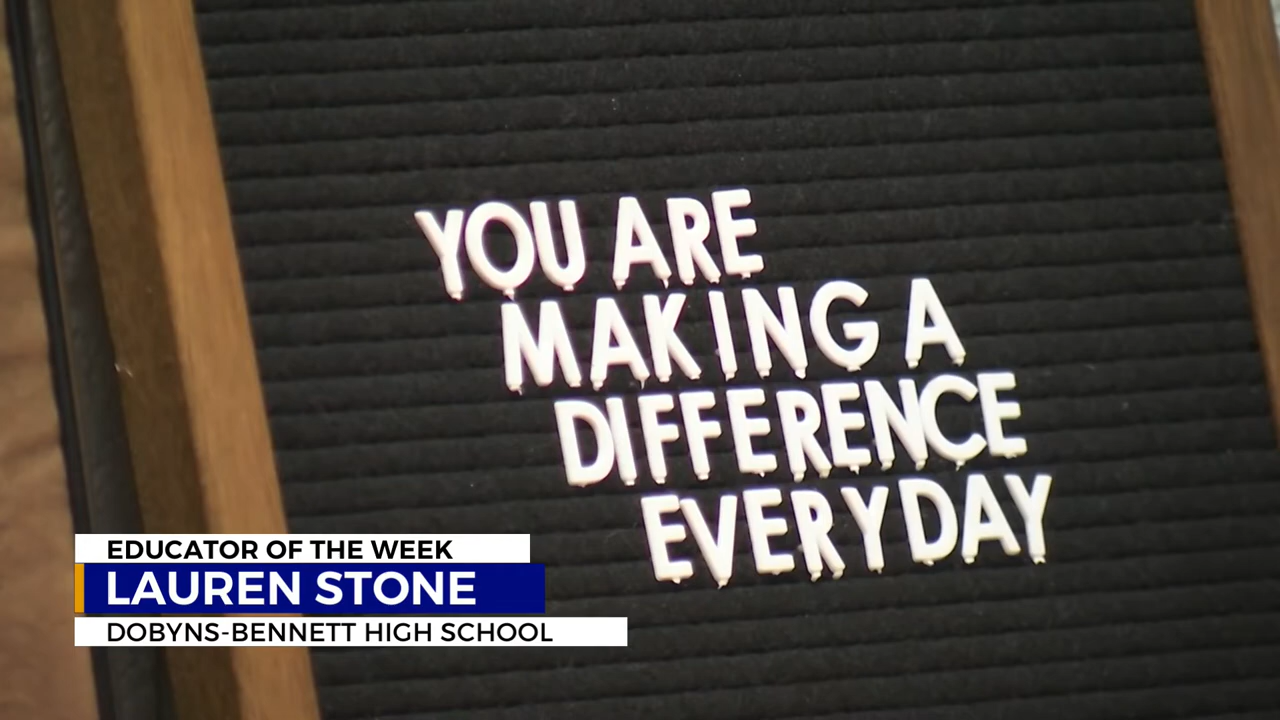 YOU ARE
MAKING A
DIFFERENCE
EVERYDAY
EDUCATOR OF THE WEEK
LAUREN STONE
DOBYNS-BENNETT HIGH SCHOOL